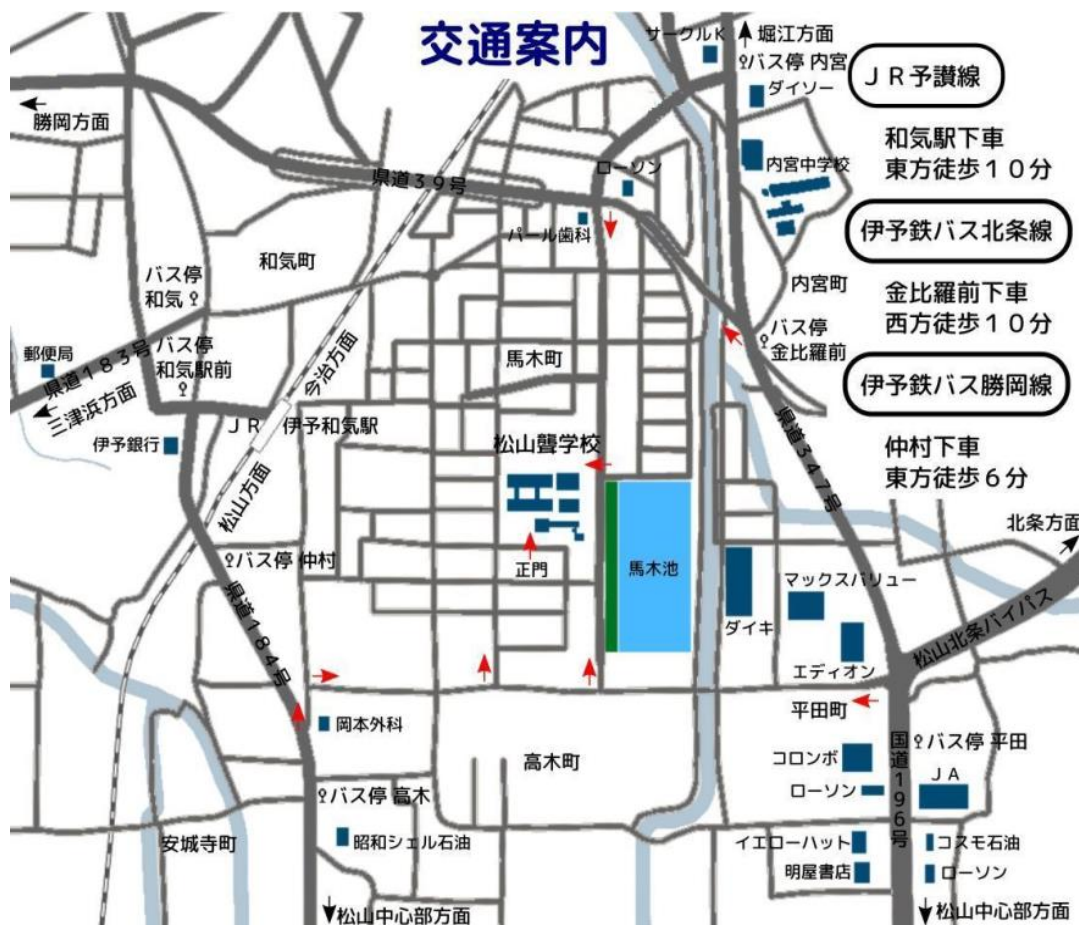 交通案内
サークルK
堀江方面
バス停 内宮
ダイソー
JR予讃線
勝岡方面
和気駅下車
東方徒歩10分
内宮中学校
ローソン
県道39号
パール歯科
伊予鉄バス北条線
和気町
バス停
和気
内宮町
金比羅前下車
西方徒歩10分
バス停
金比羅前
郵便局
県道183号
バス停
和気駅前
今治方面
馬木町
三津浜方面
伊予鉄バス勝岡線
JR 伊予和気駅
伊予銀行
松山聾学校
県道347号
仲村下車
東方徒歩6分
松山方面
北条方面
バス停 仲村
正門
馬木池
マックスバリュー
ダイキ
県道184号
松山北条バイパス
エディオン
平田町
岡本外科
国道196号
バス停 平田
高木町
コロンボ
JA
ローソン
バス停 高木
安城寺町
昭和シェル石油
イエローハット
コスモ石油
明屋書店
ローソン
松山中心部方面
松山中心部方面